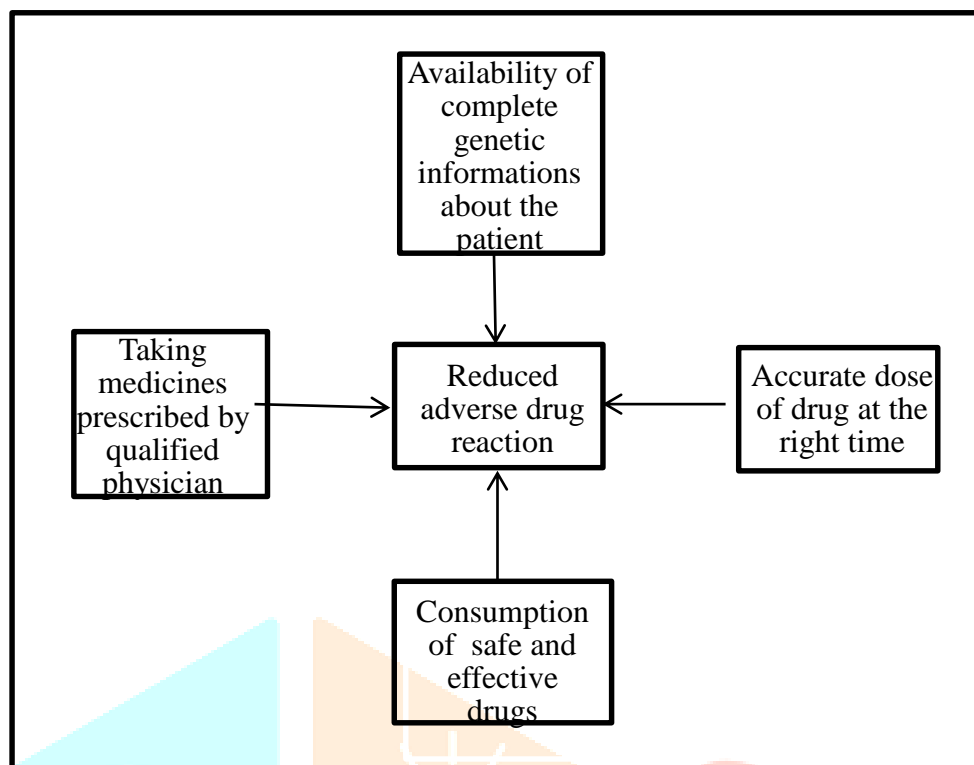 Availability of
complete
genetic
informations
about the
patient
Taking
medicines
prescribed by
qualified
physician
Reduced
adverse drug
reaction
Accurate dose
of drug at the
right time
Consumption
of safe and
effective
drugs